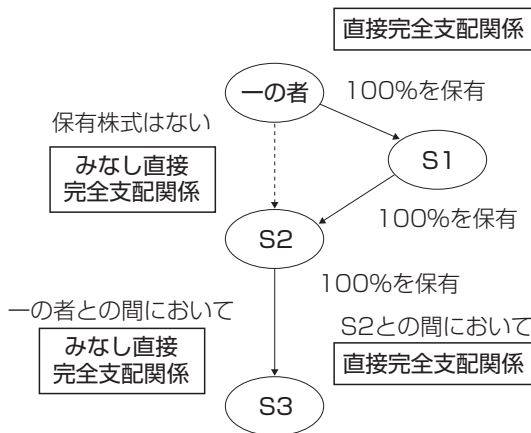 直接完全支配関係
一の者
100%を保有
保有株式はない
みなし直接
完全支配関係
S1
100%を保有
S2
100%を保有
一の者との間において
みなし直接
完全支配関係
S2との間において
直接完全支配関係
S3